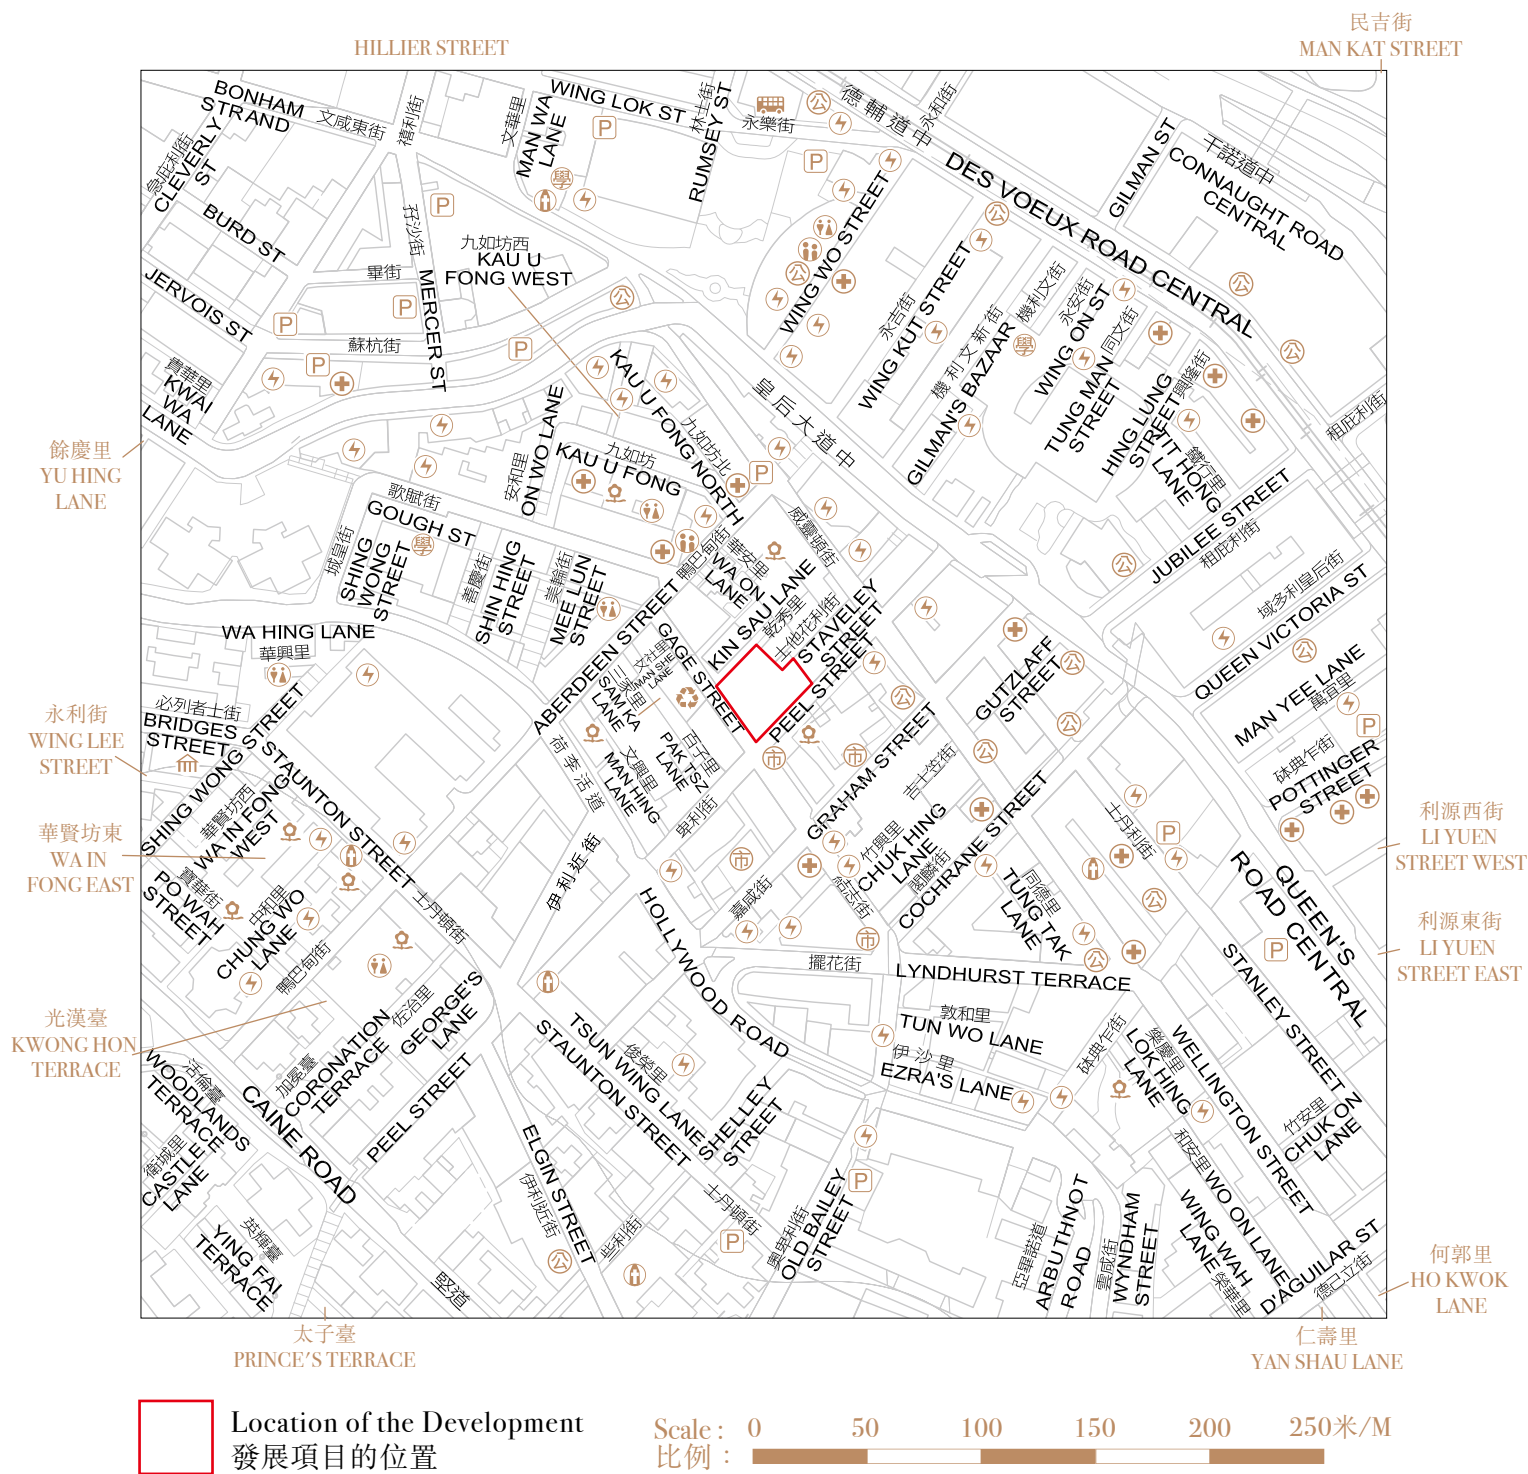 民吉街
MAN KAT STREET
HILLIER STREET
BONHAM
STRAND
文咸東街
禧利街
急庇利街
CLEVERLY
ST
BURD ST
JERVOIS ST
文華里
MAN WA
LANE
WING LOK ST
林士街
RUMSEY ST
永樂街
德輔道中
永和街
DES VOEUX ROAD CENTRAL
GILMAN ST
干諾道中
CONNAUGHT ROAD
CENTRAL
孖沙街
MERCER ST
畢街
蘇杭街
九如坊西
KAU U
FONG WEST
WING WO STREET
永吉街
WING KUT STREET
機利文新街
GILMAN'S BAZAAR
機利文街
永安街
WING ON ST
同文街
TUNG MAN
STREET
興隆街
HING LUNG
STREET
鐵行里
TIT HONG
LANE
租庇利街
JUBILEE STREET
租庇利街
貴華里
KWAI
WA
LANE
餘慶里
YU HING
LANE
皇后大道中
KAU U FONG NORTH
九如坊北
九如坊
KAU U FONG
安和里
ON WO LANE
歌賦街
GOUGH ST
城皇街
SHING
WONG
STREET
善慶街
SHIN HING
STREET
美輪街
MEE LUN
STREET
鴨巴甸街
ABERDEEN STREET
華安里
WA ON
LANE
威靈頓街
KIN SAU LANE
乾秀里
士他花利街
STAVELEY
STREET
GAGE STREET
PEEL STREET
文社里
MAN SHE
LANE
三家里
SAM KA
LANE
百子里
PAK TSZ
LANE
文興里
MAN HING
LANE
荷李活道
卑利街
域多利皇后街
QUEEN VICTORIA ST
GUTZLAFF
STREET
MAN YEE LANE
萬宜里
砵典乍街
POTTINGER
STREET
WA HING LANE
華興里
必列者士街
BRIDGES
STREET
永利街
WING LEE
STREET
SHING WONG STREET
STAUNTON STREET
華賢坊西
WA IN FONG
WEST
華賢坊東
WA IN
FONG EAST
寶華街
PO WAH
STREET
中和里
CHUNG WO
LANE
鴨巴甸街
士丹頓街
伊利近街
GRAHAM STREET
吉士笠街
竹興里
CHUK HING
LANE
閣麟街
COCHRANE STREET
結志街
嘉咸街
同德里
TUNG TAK
LANE
士丹利街
利源西街
LI YUEN
STREET WEST
QUEEN'S
ROAD CENTRAL
利源東街
LI YUEN
STREET EAST
HOLLYWOOD ROAD
擺花街
LYNDHURST TERRACE
STANLEY STREET
光漢臺
KWONG HON
TERRACE
佐治里
GEORGE'S
LANE
加冕臺
CORONATION
TERRACE
PEEL STREET
活倫臺
WOODLANDS
TERRACE
CAINE ROAD
衛城里
CASTLE
LANE
英輝臺
YING FAI
TERRACE
堅道
TSUN WING LANE
俊榮里
STAUNTON STREET
ELGIN STREET
伊利近街
SHELLEY
STREET
些利街
士丹頓街
奧卑利街
OLD BAILEY
STREET
敦和里
TUN WO LANE
伊沙里
EZRA'S LANE
砵典乍街
樂慶里
LOK HING
LANE
WELLINGTON STREET
竹安里
CHUK ON
LANE
和安里
WO ON LANE
WING WAH
LANE
榮華里
亞畢諾道
ARBUTHNOT
ROAD
雲咸街
WYNDHAM
STREET
D'AGUILAR ST
德己立街
何郭里
HO KWOK
LANE
仁壽里
YAN SHAU LANE
太子臺
PRINCE'S TERRACE
Location of the Development
發展項目的位置
Scale : 0 50 100 150 200 250米/M
比例 :